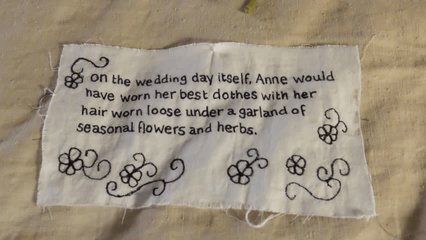 on the wedding day itself, Anne would
have worn her best clothes with her
hair worn loose under a garland of
seasonal flowers and herbs.